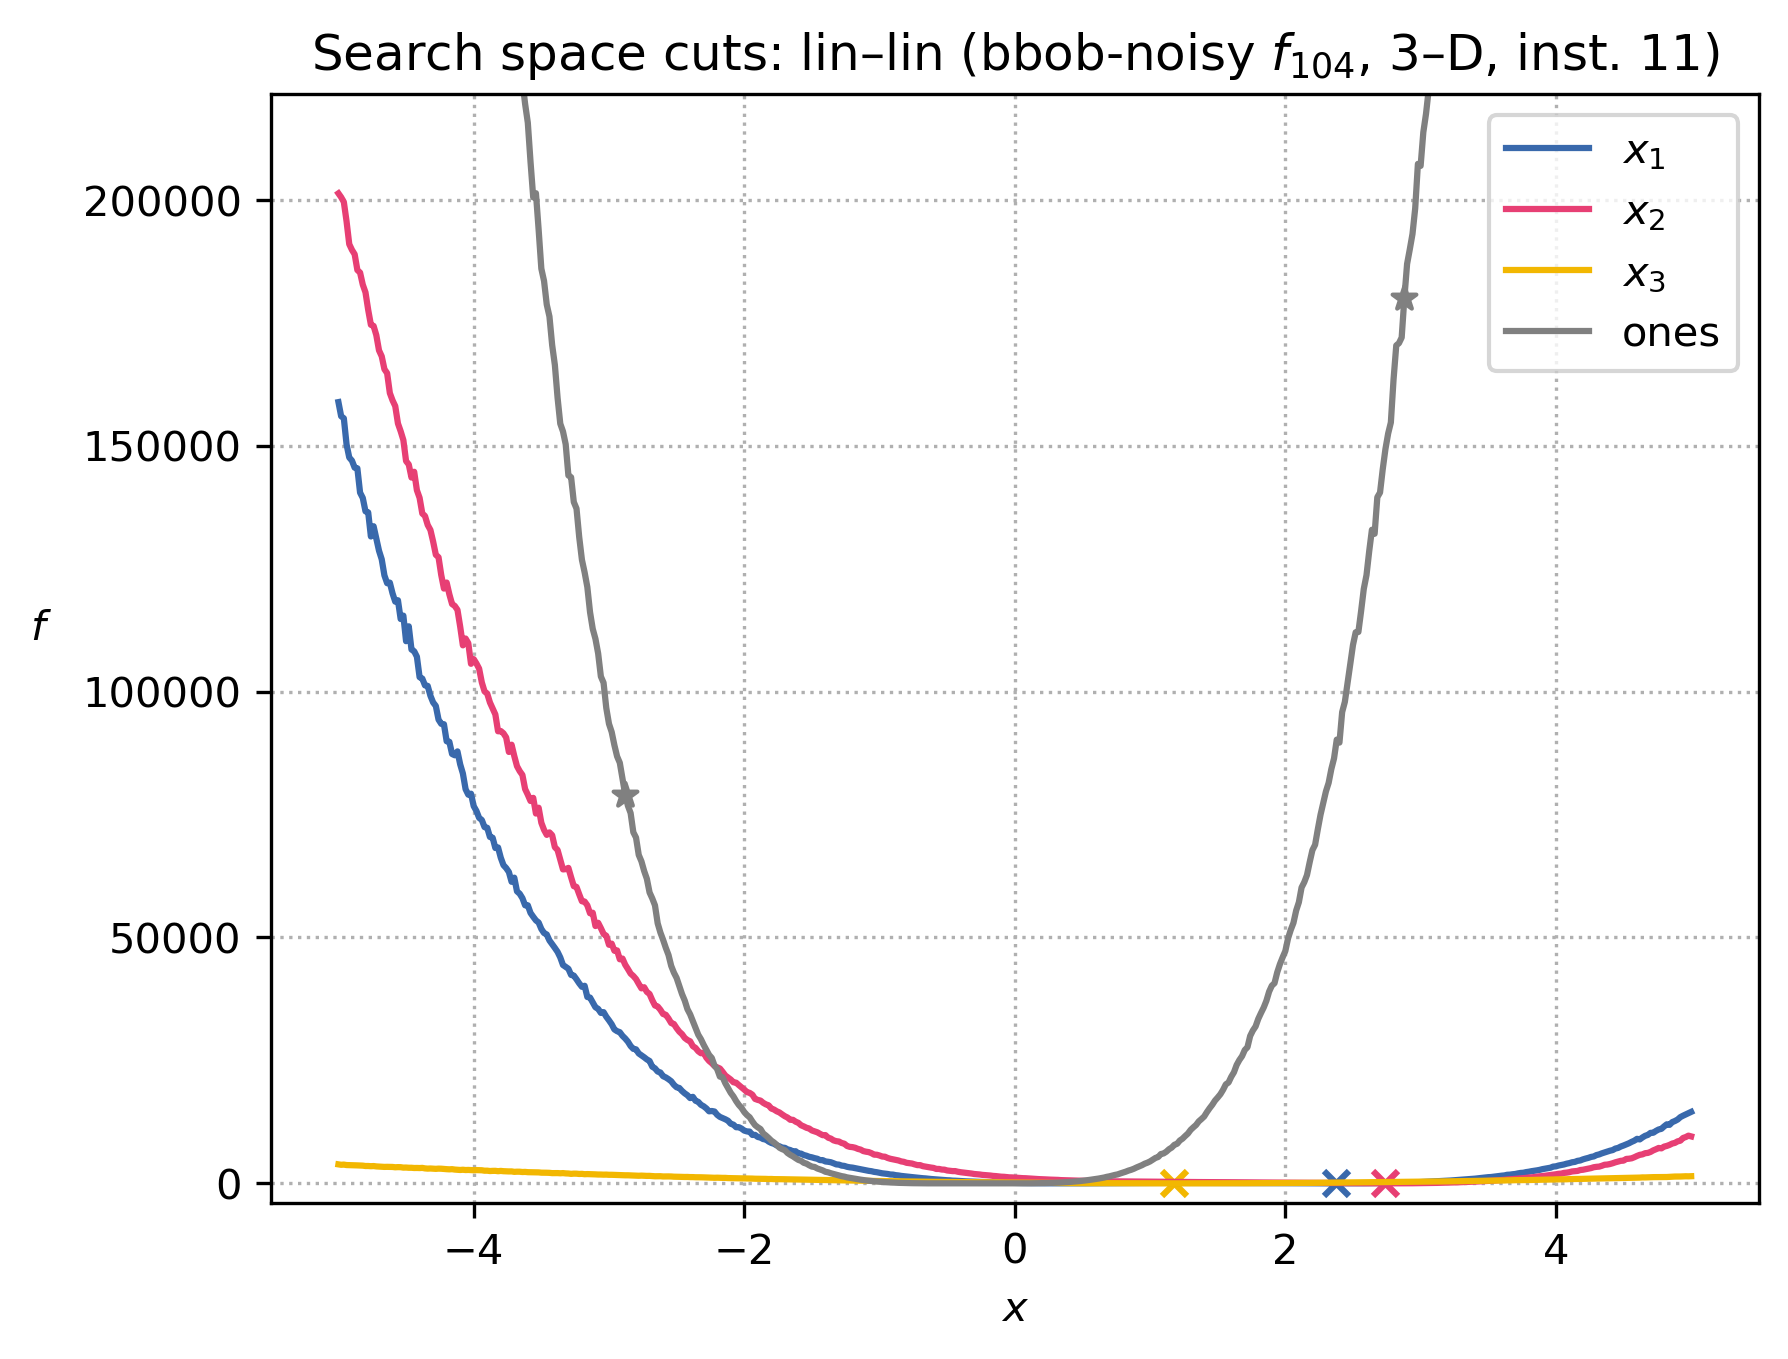 Search space cuts: lin–lin (bbob-noisy f104, 3–D, inst. 11)
x1
x2
x3
ones
f
200000
150000
100000
50000
0
−4 −2 0 2 4
x